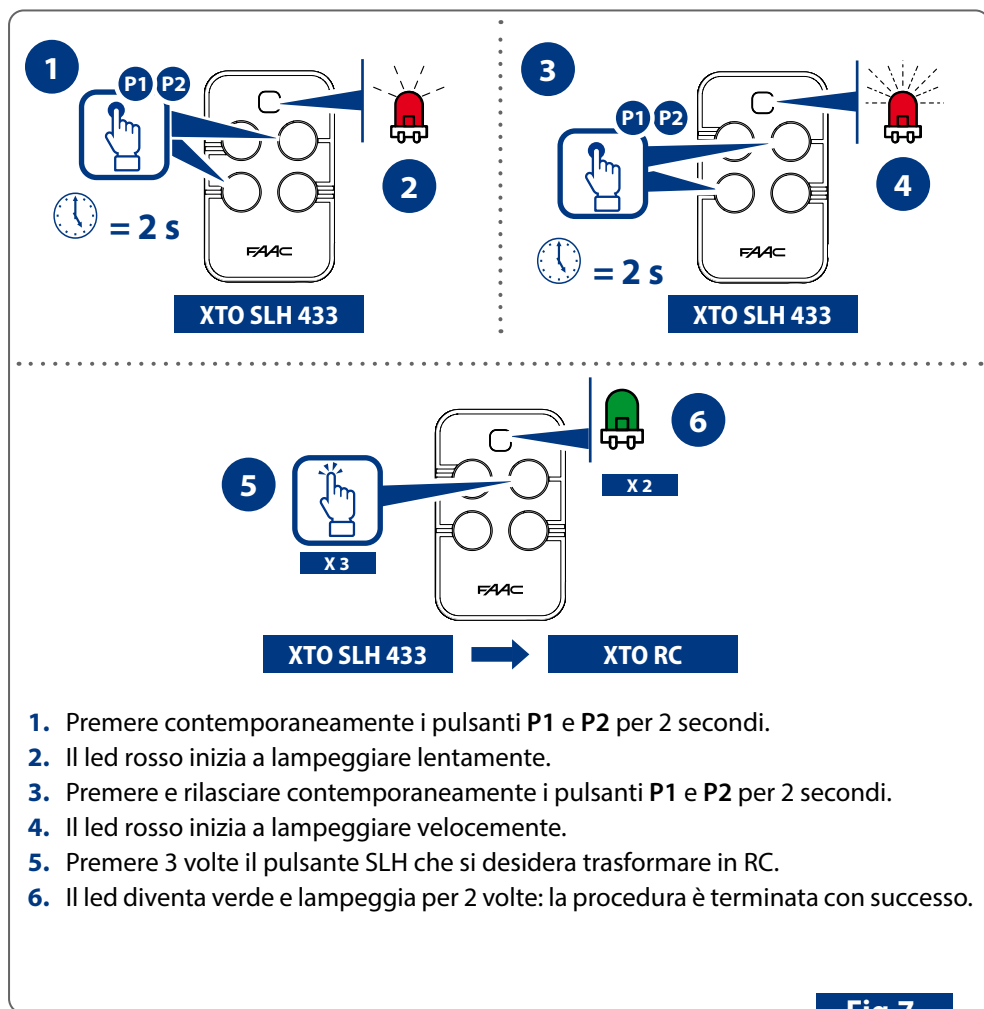 1
P1 P2
2
= 2 s
FAAC
XTO SLH 433
3
P1 P2
4
= 2 s
FAAC
XTO SLH 433
5
X 3
6
X 2
FAAC
XTO SLH 433
XTO RC
1. Premere contemporaneamente i pulsanti P1 e P2 per 2 secondi.
2. Il led rosso inizia a lampeggiare lentamente.
3. Premere e rilasciare contemporaneamente i pulsanti P1 e P2 per 2 secondi.
4. Il led rosso inizia a lampeggiare velocemente.
5. Premere 3 volte il pulsante SLH che si desidera trasformare in RC.
6. Il led diventa verde e lampeggia per 2 volte: la procedura è terminata con successo.
Fig.7